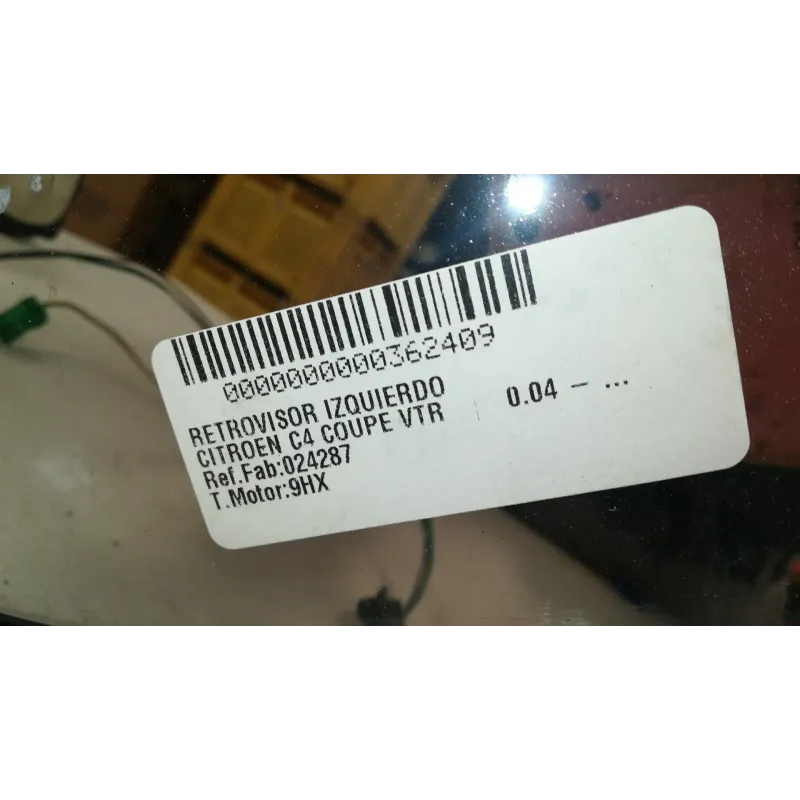 0000000000362409
RETROVISOR IZQUIERDO
CITROEN C4 COUPE VTR
0.04 - ...
Ref.Fab:024287
T.Motor:9HX